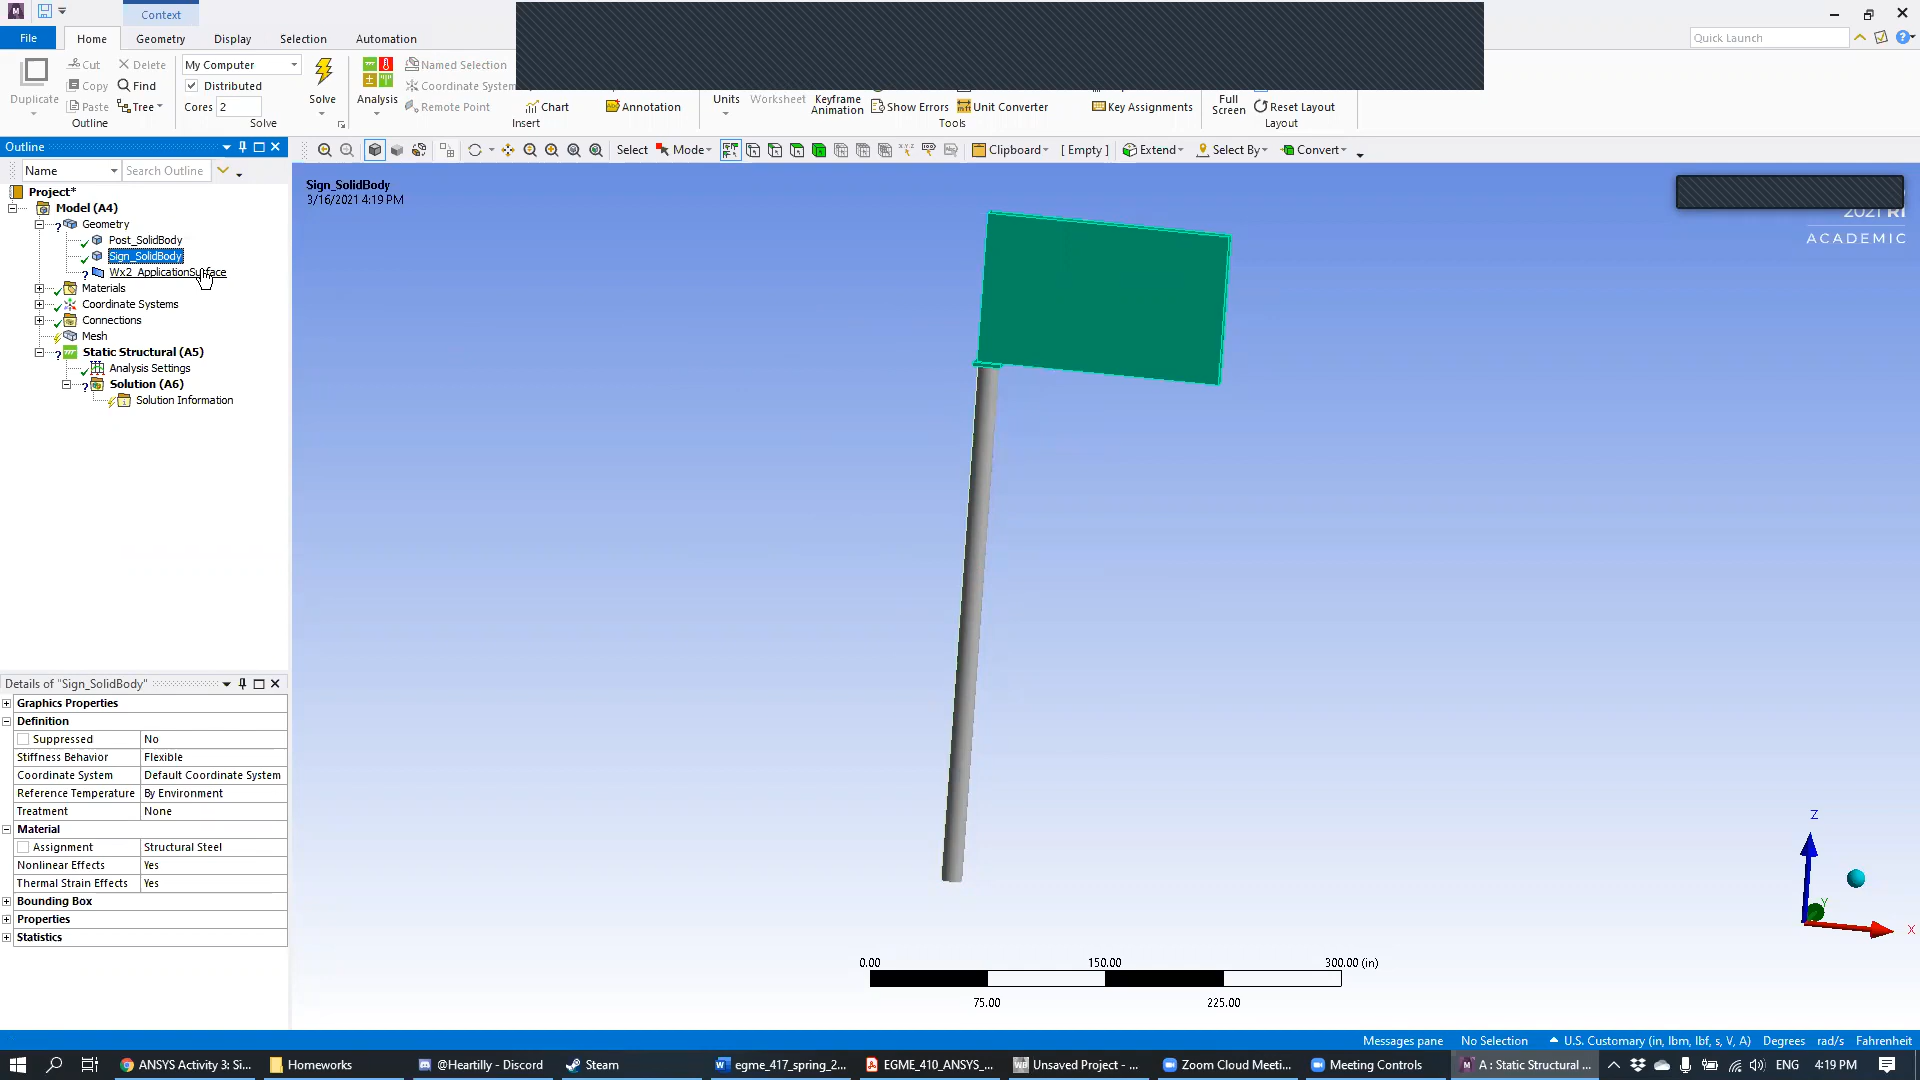 Context
File
Home
Geometry
Display
Selection
Automation
Quick Launch
Duplicate
Cut
Delete
Copy
Find
Paste
Tree
Outline
My Computer
Distributed
Cores 2
Solve
Solve
Analysis
Named Selection
Coordinate System
Remote Point
Chart
Annotation
Insert
Units
Worksheet
Keyframe Animation
Show Errors
Unit Converter
Key Assignments
Tools
Full Screen
Reset Layout
Layout
Outline
Select
Mode
Clipboard
[ Empty ]
Extend
Select By
Convert
Name
Search Outline
Project*
Model (A4)
Geometry
Post_SolidBody
Sign_SolidBody
Wx2_ApplicationSurface
Materials
Coordinate Systems
Connections
Mesh
Static Structural (A5)
Analysis Settings
Solution (A6)
Solution Information
Sign_SolidBody
3/16/2021 4:19 PM
2021 R1
ACADEMIC
Details of "Sign_SolidBody"
Graphics Properties
Definition
Suppressed No
Stiffness Behavior Flexible
Coordinate System Default Coordinate System
Reference Temperature By Environment
Treatment None
Material
Assignment Structural Steel
Nonlinear Effects Yes
Thermal Strain Effects Yes
Bounding Box
Properties
Statistics
Z
Y
X
0.00 150.00 300.00 (in)
75.00 225.00
Messages pane No Selection U.S. Customary (in, lbm, lbf, s, V, A) Degrees rad/s Fahrenheit
ANSYS Activity 3: Si... Homeworks @Heartilly - Discord Steam egme_417_spring_2... EGME_410_ANSYS_... Unsaved Project - ... Zoom Cloud Meeti... Meeting Controls A : Static Structural ... ENG 4:19 PM